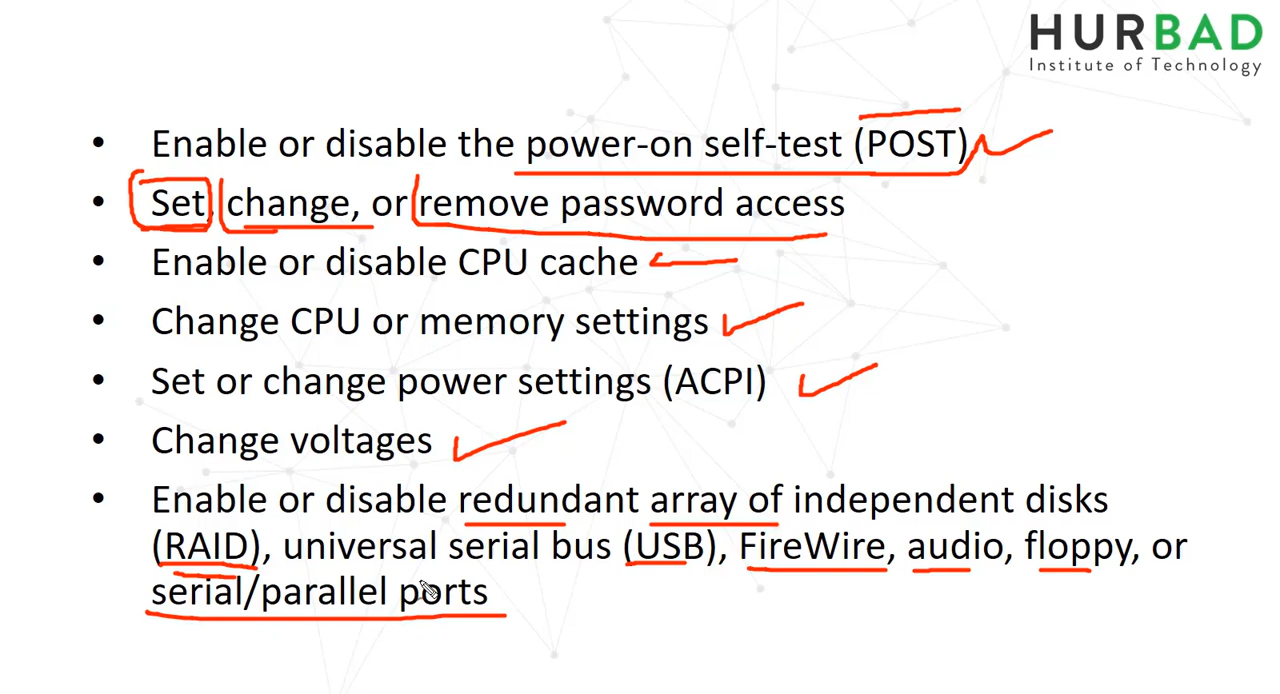 HURBAD
Institute of Technology
• Enable or disable the power-on self-test (POST)
• Set, change, or remove password access
• Enable or disable CPU cache
• Change CPU or memory settings
• Set or change power settings (ACPI)
• Change voltages
• Enable or disable redundant array of independent disks
(RAID), universal serial bus (USB), FireWire, audio, floppy, or
serial/parallel ports